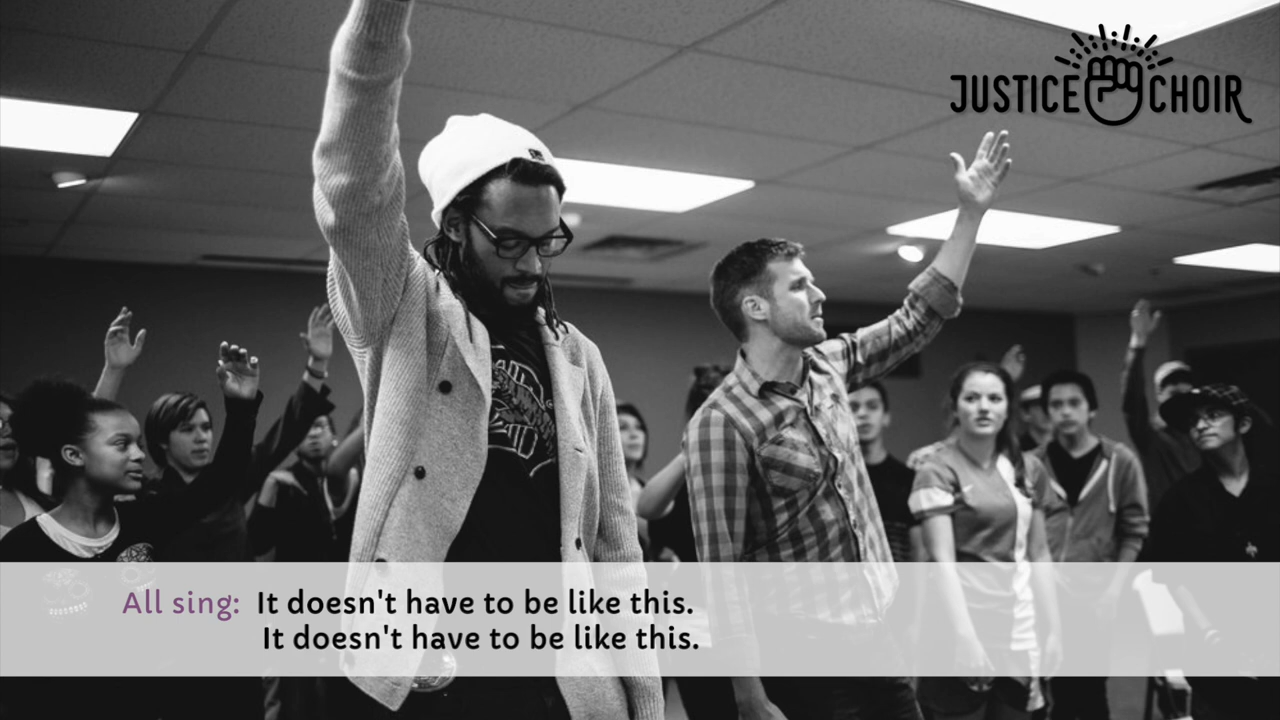 JUSTICE CHOIR
All sing: It doesn't have to be like this.
It doesn't have to be like this.